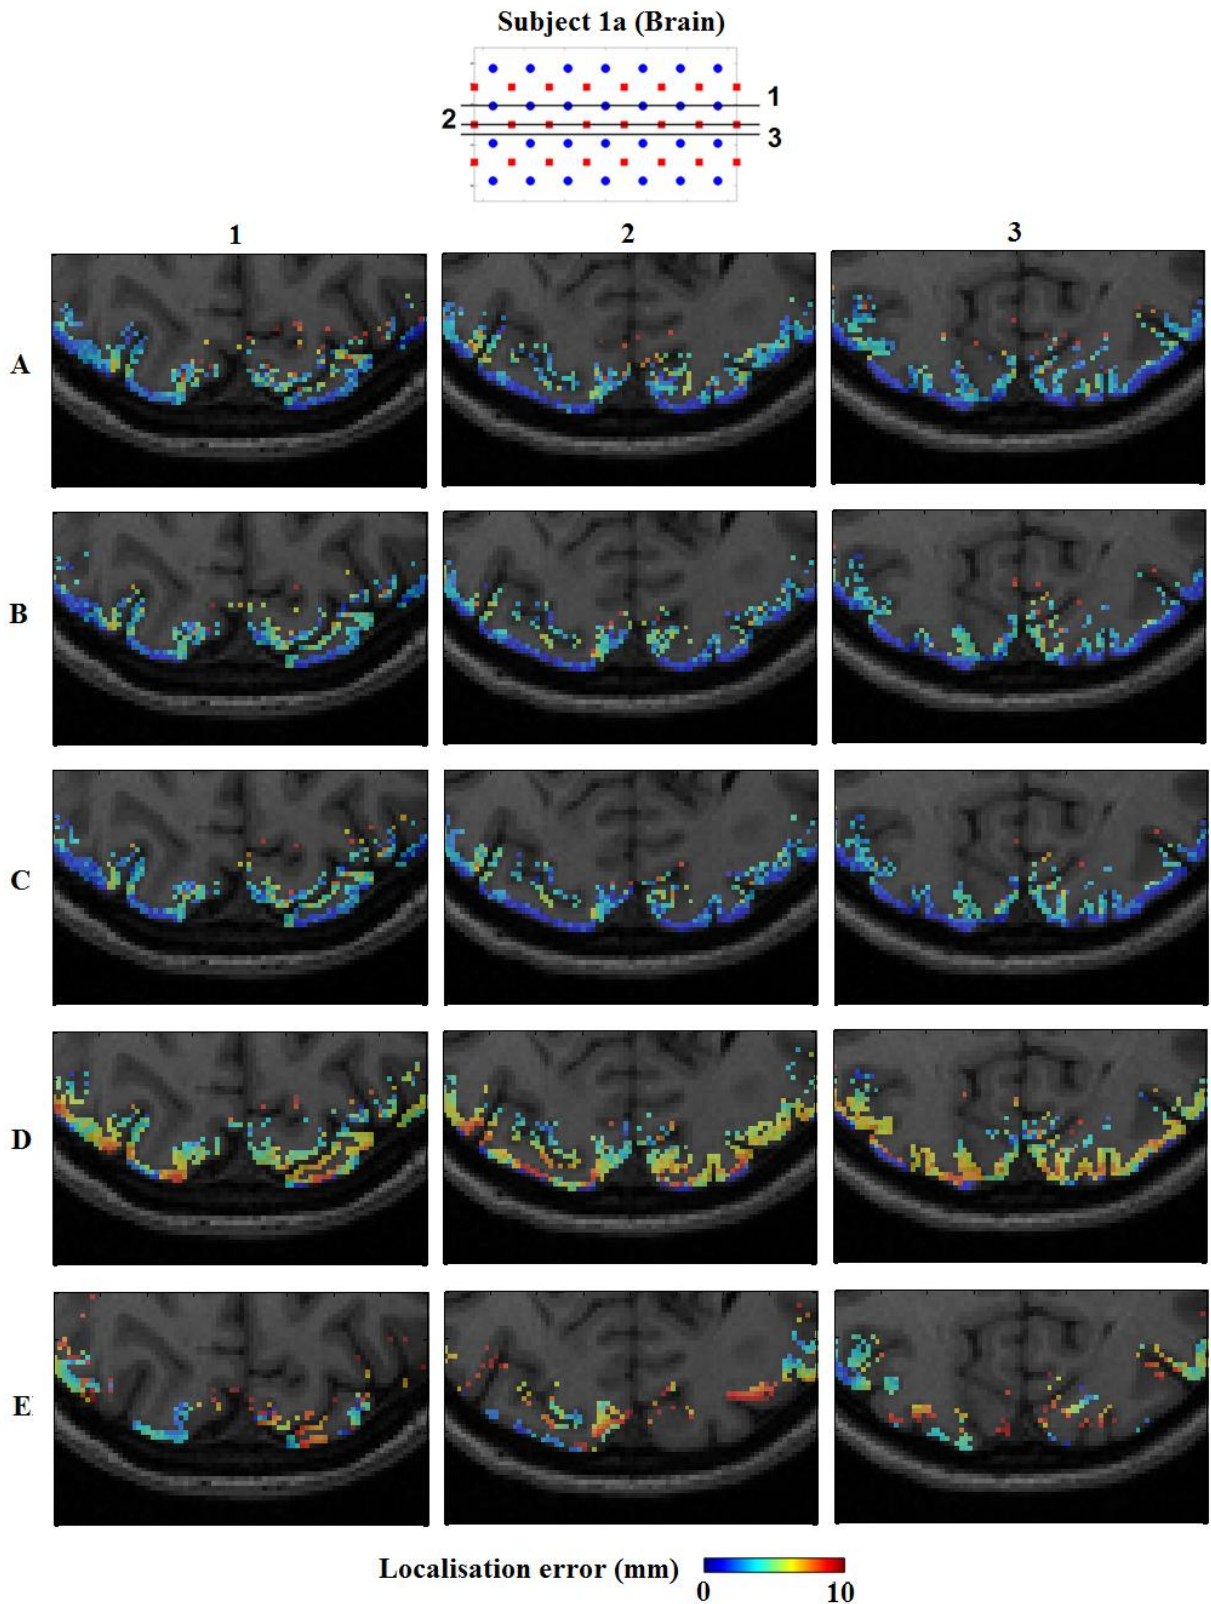 Subject 1a (Brain)
1
2
3
1 2 3
A
B
C
D
E
Localisation error (mm)
0 10